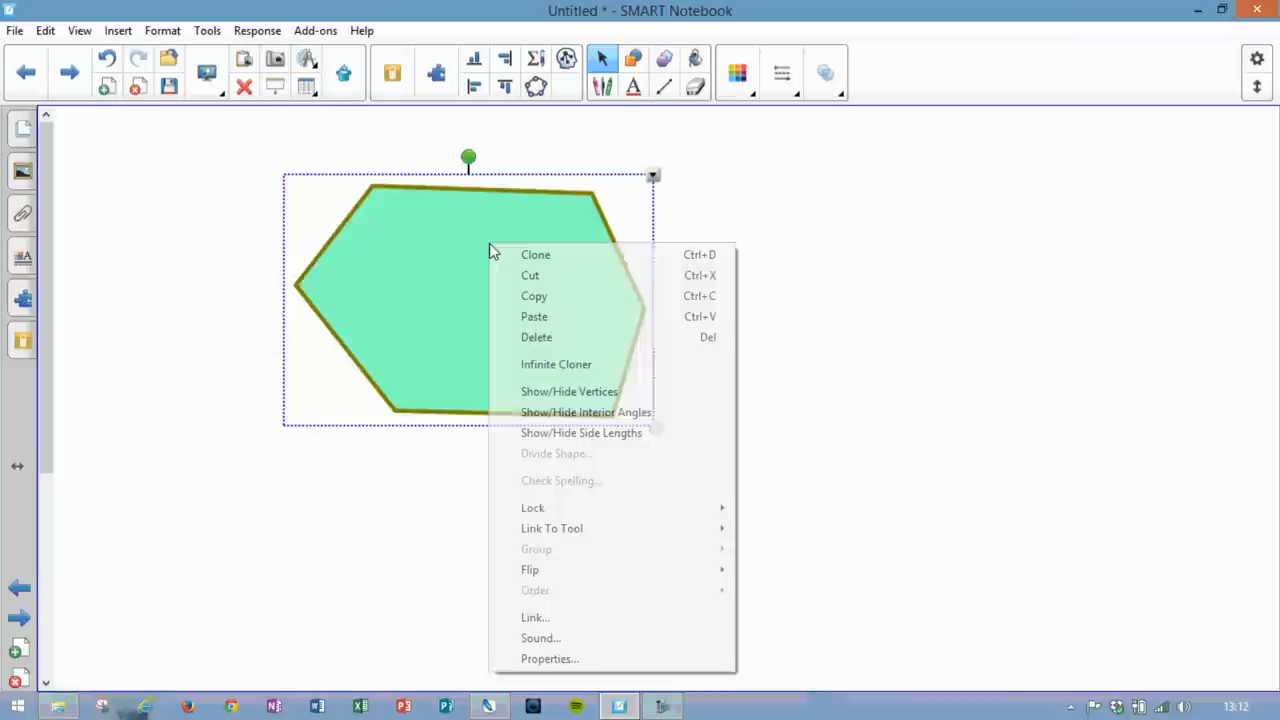 Untitled * - SMART Notebook
File Edit View Insert Format Tools Response Add-ons Help
Clone Ctrl+D
Cut Ctrl+X
Copy Ctrl+C
Paste Ctrl+V
Delete Del
Infinite Cloner
Show/Hide Vertices
Show/Hide Interior Angles
Show/Hide Side Lengths
Divide Shape...
Check Spelling...
Lock
Link To Tool
Group
Flip
Order
Link...
Sound...
Properties...
13:12